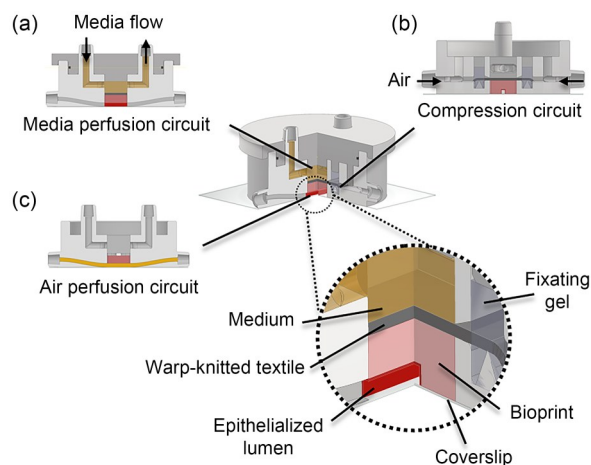 (a)
Media flow
Media perfusion circuit
(b)
Air
Compression circuit
(c)
Air perfusion circuit
Medium
Warp-knitted textile
Epithelialized
lumen
Fixating
gel
Bioprint
Coverslip